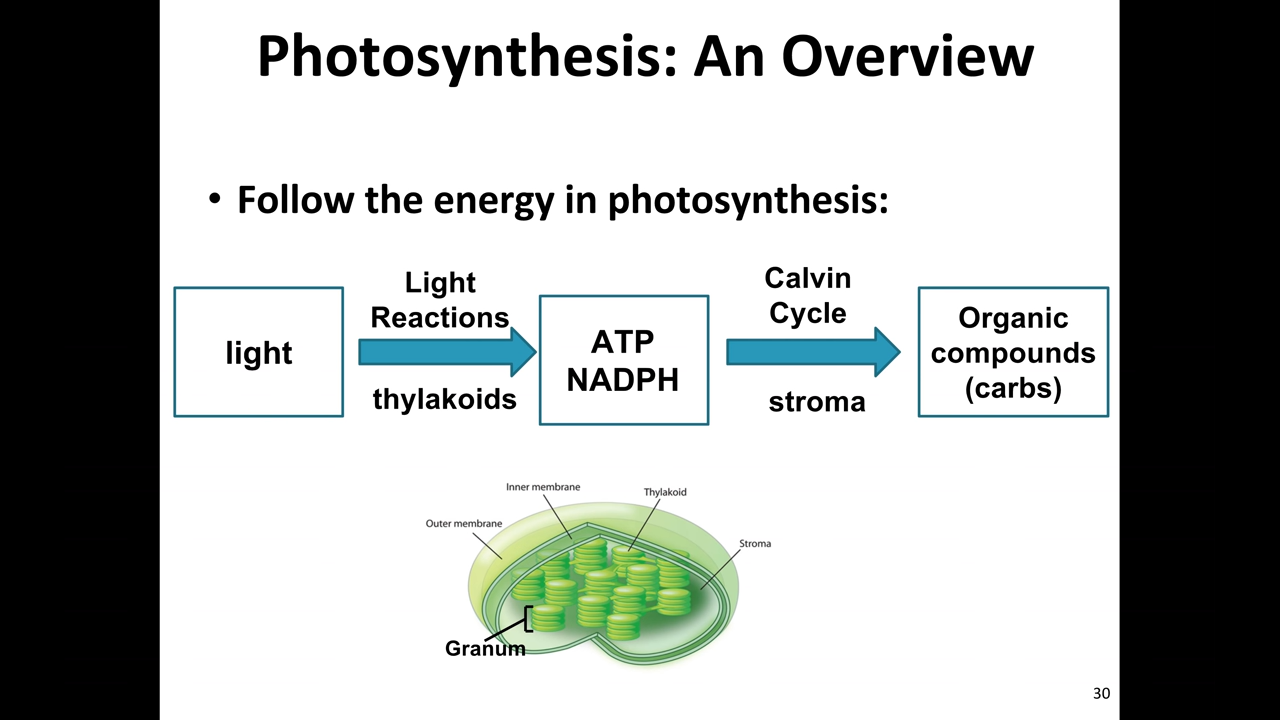 Photosynthesis: An Overview
• Follow the energy in photosynthesis:
light
Light
Reactions
thylakoids
ATP
NADPH
Calvin
Cycle
stroma
Organic
compounds
(carbs)
Inner membrane
Thylakoid
Outer membrane
Stroma
Granum
30